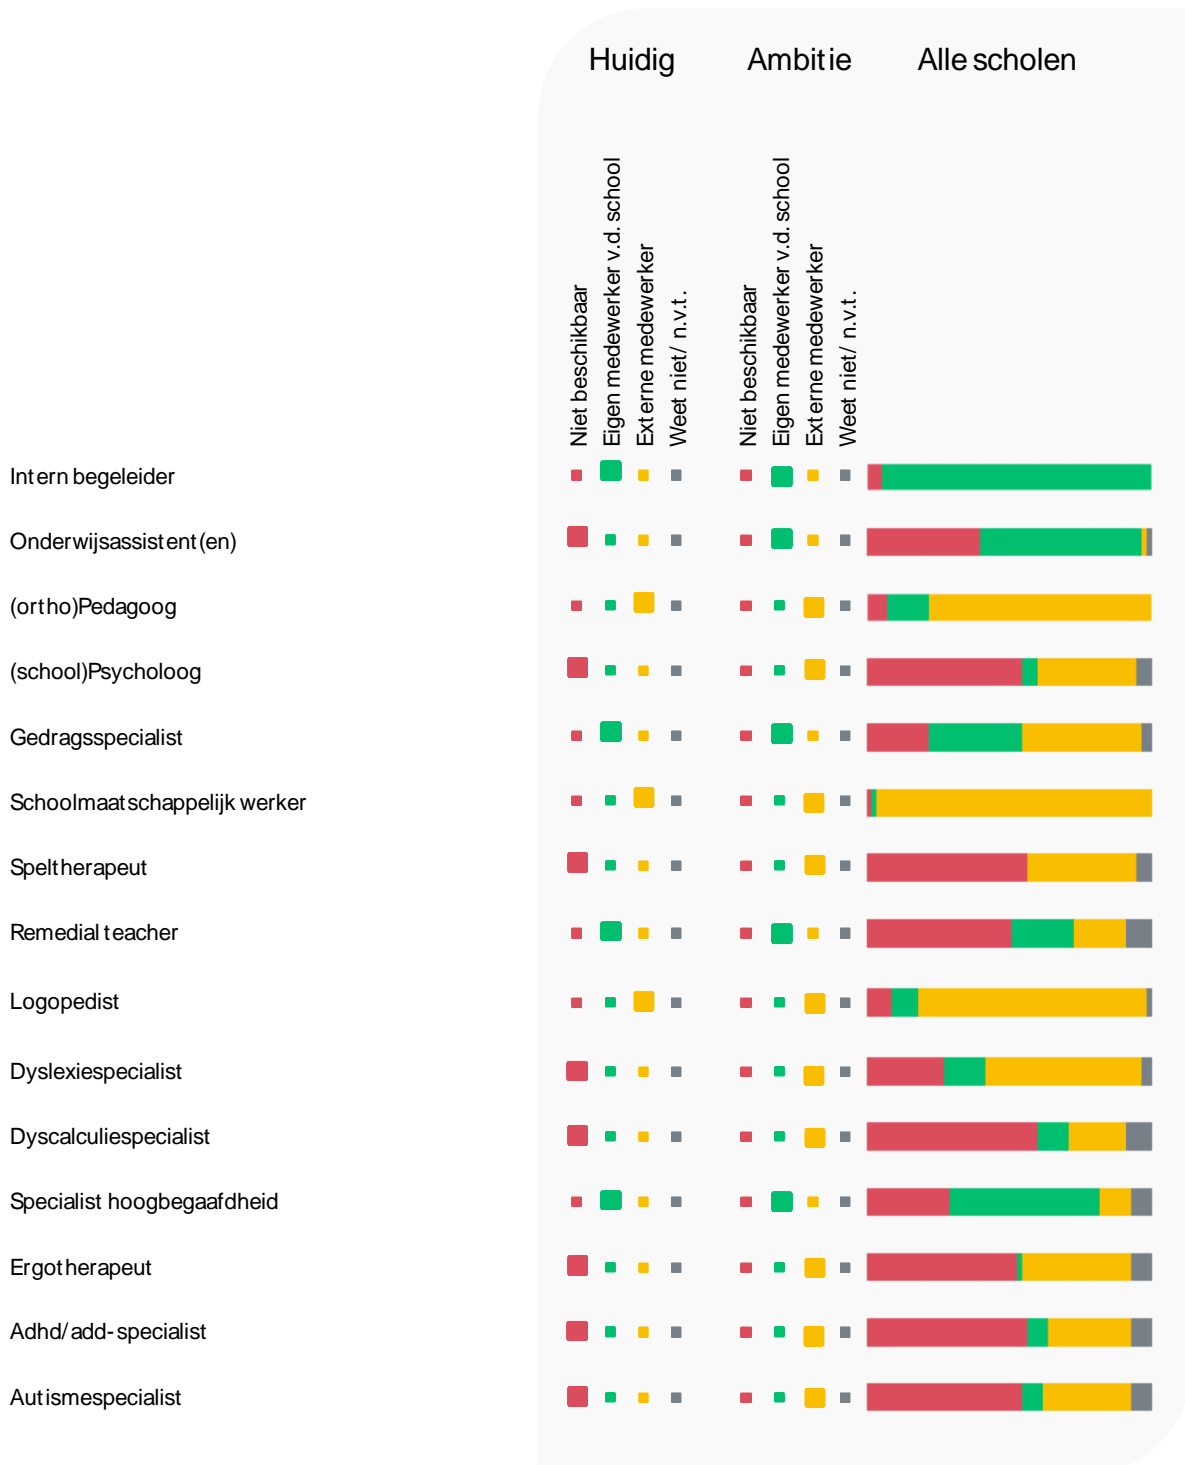 Huidig Ambitie Alle scholen
Niet beschikbaar
Eigen medewerker v.d. school
Externe medewerker
Weet niet/ n.v.t.
Niet beschikbaar
Eigen medewerker v.d. school
Externe medewerker
Weet niet/ n.v.t.
Intern begeleider
Onderwijsassistent(en)
(ortho)Pedagoog
(school)Psycholoog
Gedragsspecialist
Schoolmaatschappelijk werker
Speltherapeut
Remedial teacher
Logopedist
Dyslexiespecialist
Dyscalculiespecialist
Specialist hoogbegaafdheid
Ergotherapeut
Adhd/add-specialist
Autismespecialist